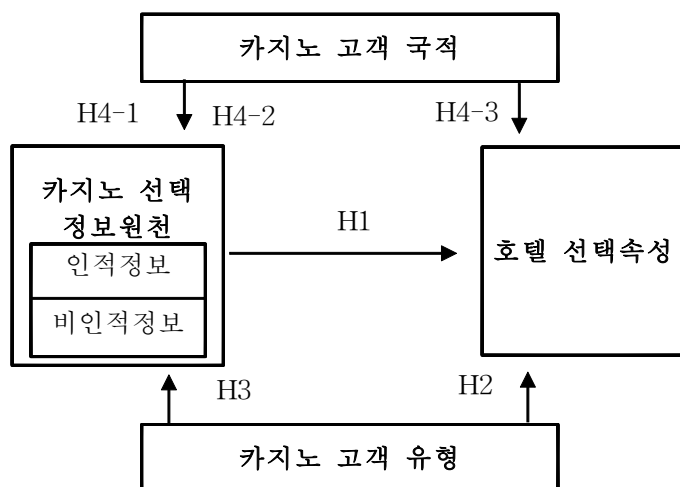 카지노 고객 국적
H4-1
H4-2
H4-3
카지노 선택
정보원천
인적정보
비인적정보
H1
호텔 선택속성
H3
H2
카지노 고객 유형